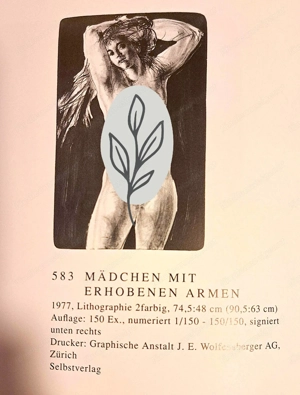 583 MÄDCHEN MIT
ERHOBENEN ARMEN
1977, Lithographie 2farbig, 74,5:48 cm (90,5:63 cm)
Auflage: 150 Ex., numeriert 1/150 - 150/150, signiert
unten rechts
Drucker: Graphische Anstalt J. E. Wolfensberger AG,
Zürich
Selbstverlag